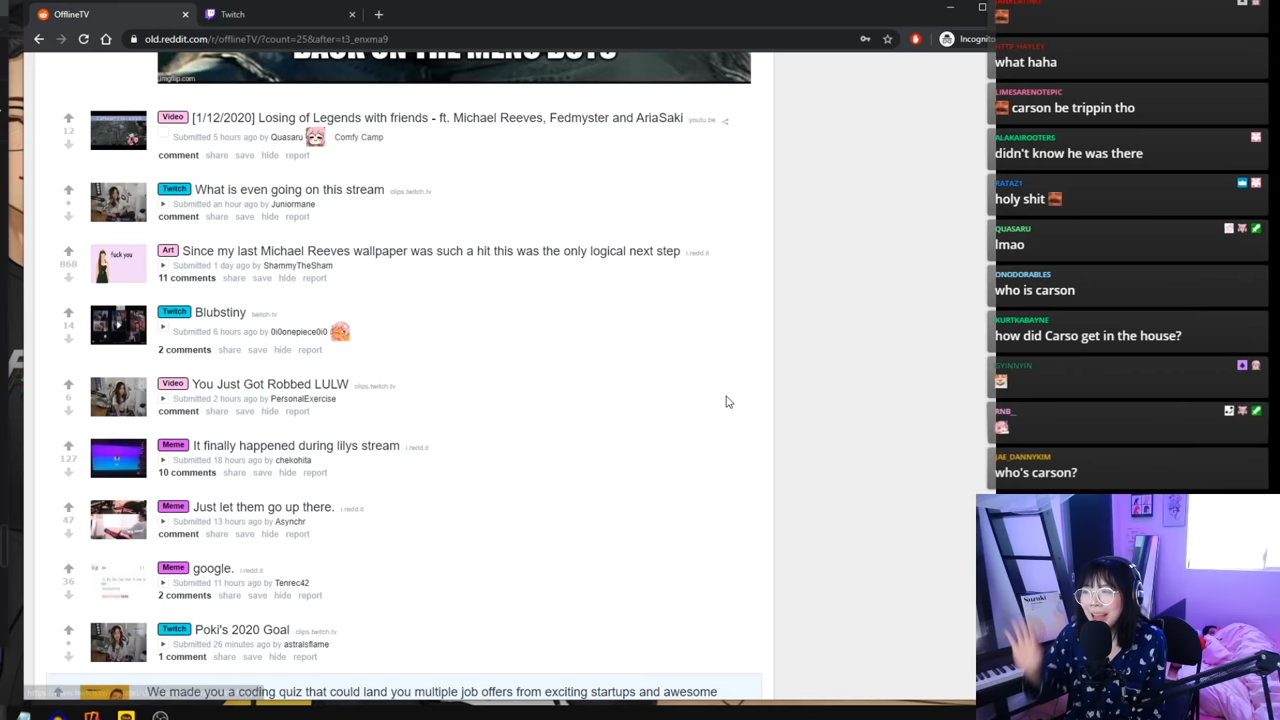 OfflineTV
Twitch
old.reddit.com/r/offlineTV/?count=25&after=t3_enxma9
Incognito
imgflip.com
Video [1/12/2020] Losing of Legends with friends - ft. Michael Reeves, Fedmyster and AriaSaki youtu.be
12
Submitted 5 hours ago by Quasaru Comfy Camp
comment share save hide report
Twitch What is even going on this stream clips.twitch.tv
•
Submitted an hour ago by Juniormane
comment share save hide report
Art Since my last Michael Reeves wallpaper was such a hit this was the only logical next step i.redd.it
fuck you
868
Submitted 1 day ago by ShammyTheSham
11 comments share save hide report
Twitch Blubstiny twitch.tv
14
Submitted 6 hours ago by 0i0onepiece0i0
2 comments share save hide report
Video You Just Got Robbed LULW clips.twitch.tv
6
Submitted 2 hours ago by PersonalExercise
comment share save hide report
Meme It finally happened during lilys stream i.redd.it
127
Submitted 18 hours ago by chekohita
10 comments share save hide report
Meme Just let them go up there. i.redd.it
47
Submitted 13 hours ago by Asynchr
comment share save hide report
Meme google. i.redd.it
36
Submitted 11 hours ago by Tenrec42
2 comments share save hide report
Twitch Poki's 2020 Goal clips.twitch.tv
•
Submitted 26 minutes ago by astralsflame
1 comment share save hide report
We made you a coding quiz that could land you multiple job offers from exciting startups and awesome
HTTP_HAYLEY
what haha
LIMESARENOTEPIC
carson be trippin tho
ALAKAIROOTERS
didn't know he was there
RATAZ1
holy shit
QUASARU
lmao
ONODORABLES
who is carson
KURTKABAYNE
how did Carso get in the house?
SYINNYIN
RNB__
JAE_DANNYKIM
who's carson?
Suzuki